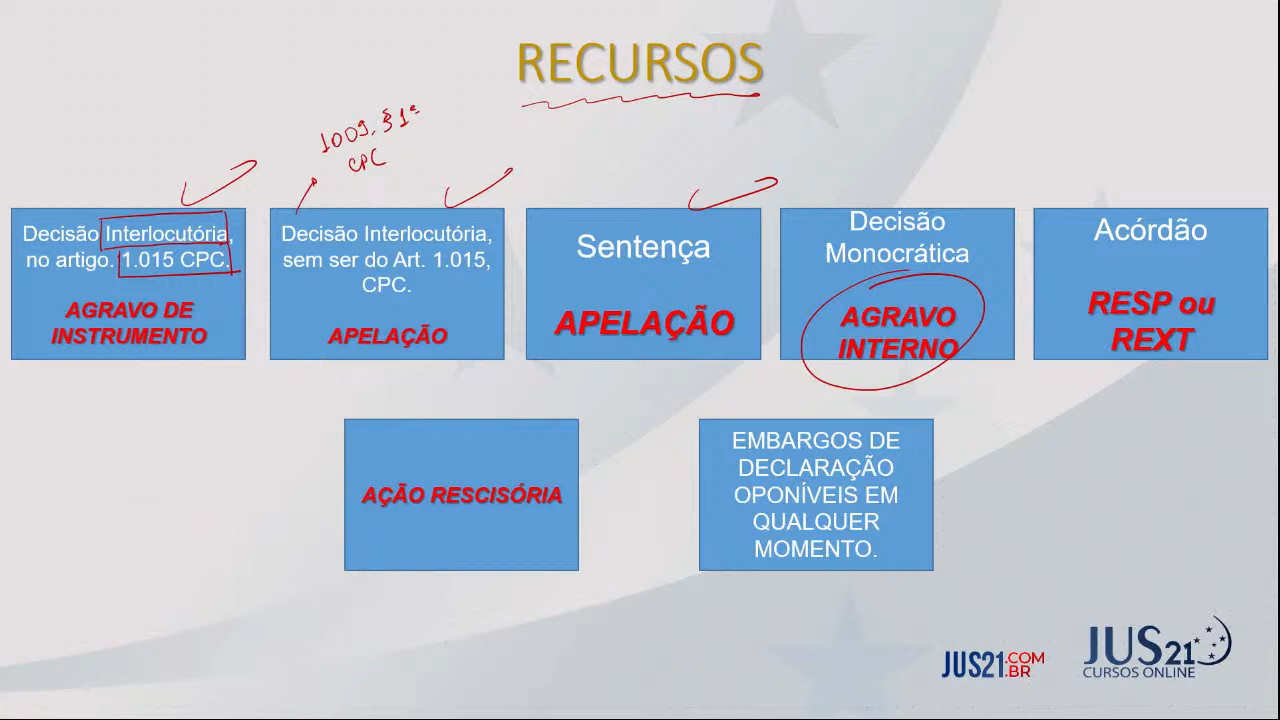 RECURSOS
1009, § 1º
CPC
Decisão Interlocutória,
no artigo. 1.015 CPC.
AGRAVO DE
INSTRUMENTO
Decisão Interlocutória,
sem ser do Art. 1.015,
CPC.
APELAÇÃO
Sentença
APELAÇÃO
Decisão
Monocrática
AGRAVO
INTERNO
Acórdão
RESP ou
REXT
AÇÃO RESCISÓRIA
EMBARGOS DE
DECLARAÇÃO
OPONÍVEIS EM
QUALQUER
MOMENTO.
JUS21.COM
.BR
JUS21
CURSOS ONLINE